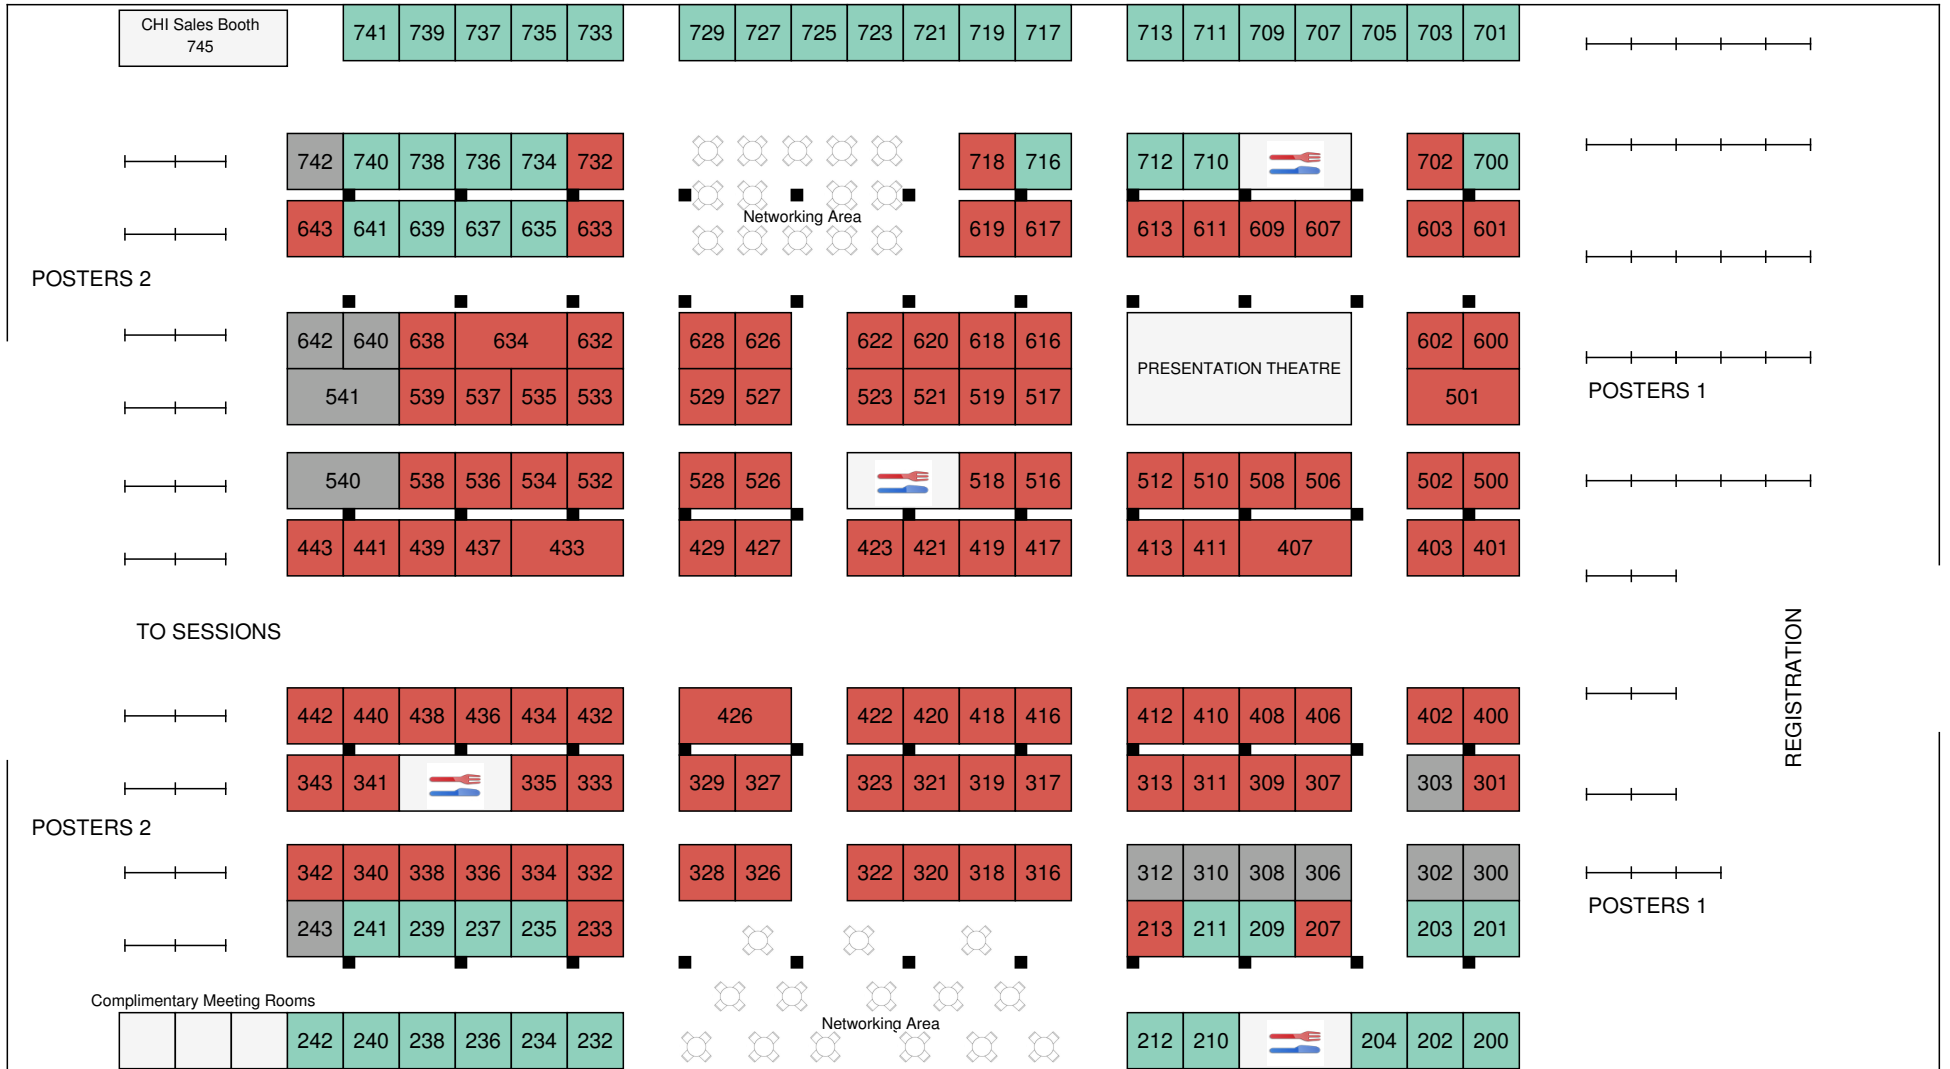 CHI Sales Booth
745
741 739 737 735 733 729 727 725 723 721 719 717 713 711 709 707 705 703 701
742 740 738 736 734 732 718 716 712 710 702 700
643 641 639 637 635 633 619 617 613 611 609 607 603 601
Networking Area
POSTERS 2
642 640 638 634 632 628 626 622 620 618 616 602 600
PRESENTATION THEATRE
541 539 537 535 533 529 527 523 521 519 517 501
POSTERS 1
540 538 536 534 532 528 526 518 516 512 510 508 506 502 500
443 441 439 437 433 429 427 423 421 419 417 413 411 407 403 401
TO SESSIONS
REGISTRATION
442 440 438 436 434 432 426 422 420 418 416 412 410 408 406 402 400
343 341 335 333 329 327 323 321 319 317 313 311 309 307 303 301
POSTERS 2
342 340 338 336 334 332 328 326 322 320 318 316 312 310 308 306 302 300
POSTERS 1
243 241 239 237 235 233 213 211 209 207 203 201
Complimentary Meeting Rooms
Networking Area
242 240 238 236 234 232 212 210 204 202 200